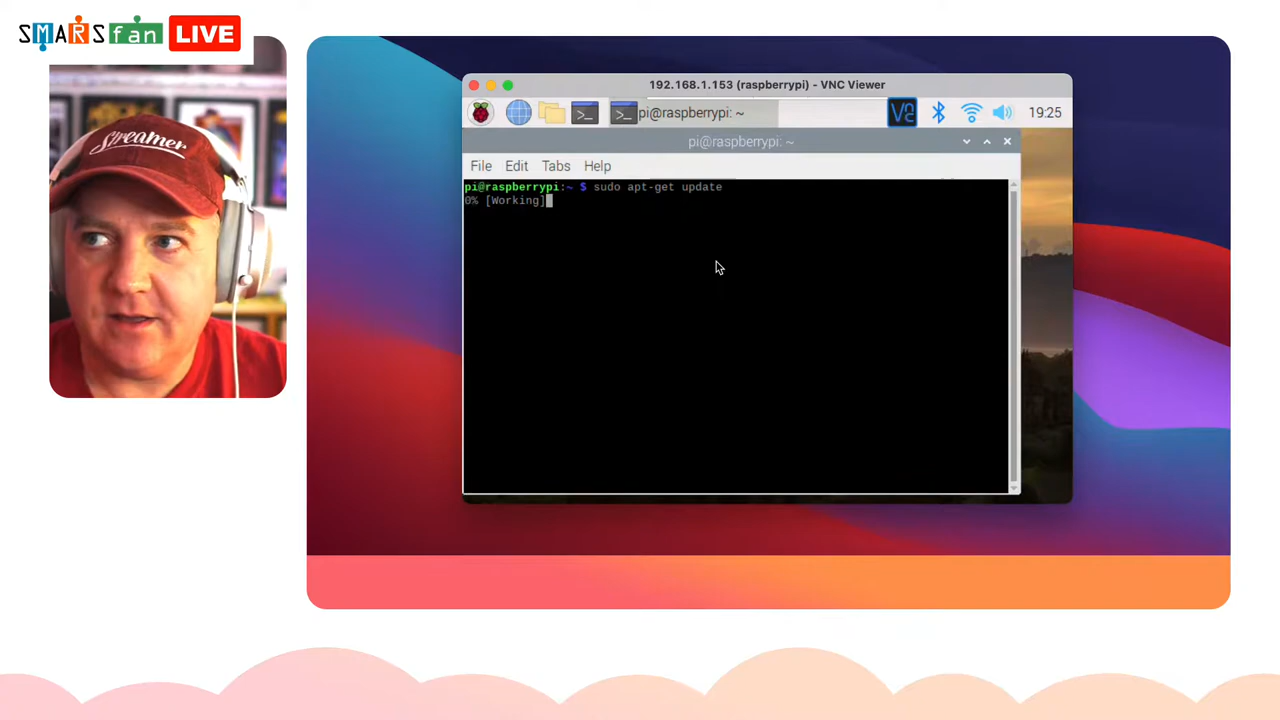 SMARSfan LIVE
Streamer
192.168.1.153 (raspberrypi) - VNC Viewer
>_ >_ pi@raspberrypi: ~ V2 19:25
pi@raspberrypi: ~
File Edit Tabs Help
pi@raspberrypi:~ $ sudo apt-get update
0% [Working]